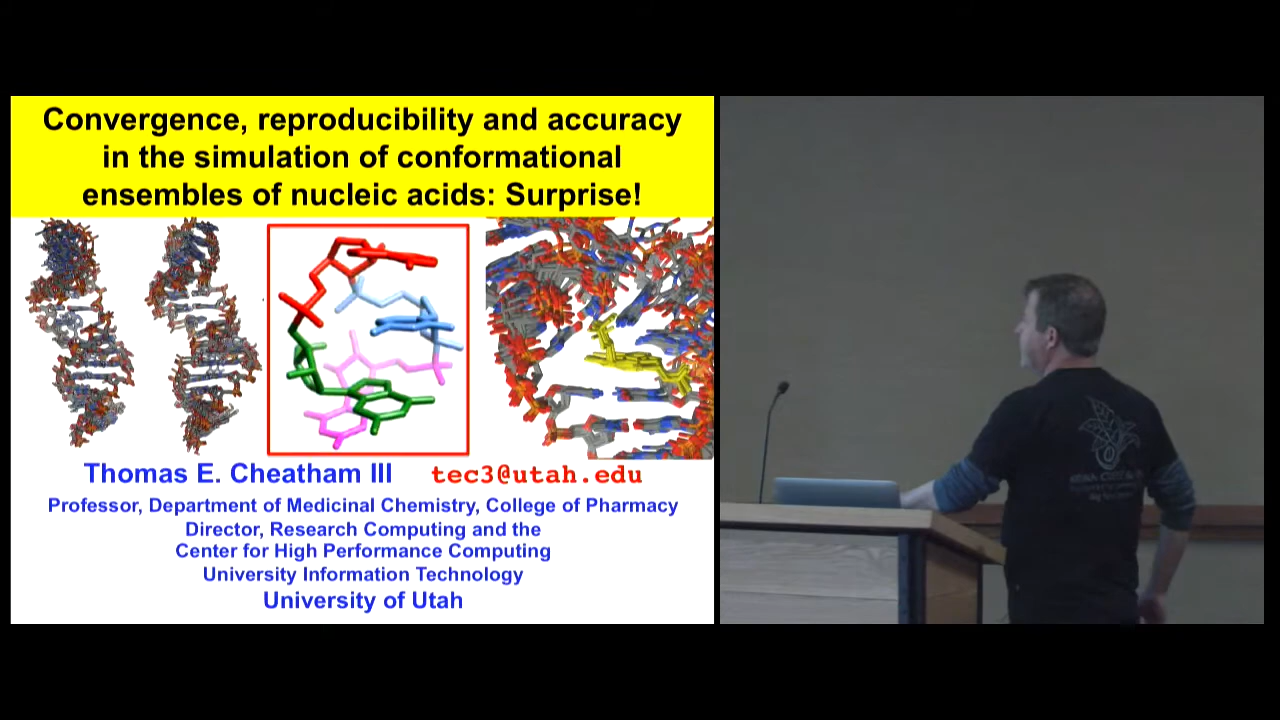 Convergence, reproducibility and accuracy
in the simulation of conformational
ensembles of nucleic acids: Surprise!
Thomas E. Cheatham III tec3@utah.edu
Professor, Department of Medicinal Chemistry, College of Pharmacy
Director, Research Computing and the
Center for High Performance Computing
University Information Technology
University of Utah